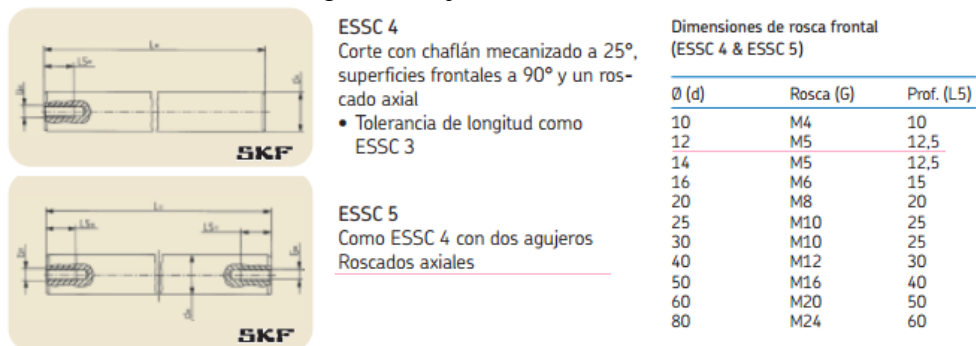 ESSC 4
Corte con chaflán mecanizado a 25°,
superficies frontales a 90° y un ros-
cado axial
• Tolerancia de longitud como
ESSC 3
SKF
ESSC 5
Como ESSC 4 con dos agujeros
Roscados axiales
SKF
Dimensiones de rosca frontal
(ESSC 4 & ESSC 5)
Ø (d) Rosca (G) Prof. (L5)
10 M4 10
12 M5 12,5
14 M5 12,5
16 M6 15
20 M8 20
25 M10 25
30 M10 25
40 M12 30
50 M16 40
60 M20 50
80 M24 60